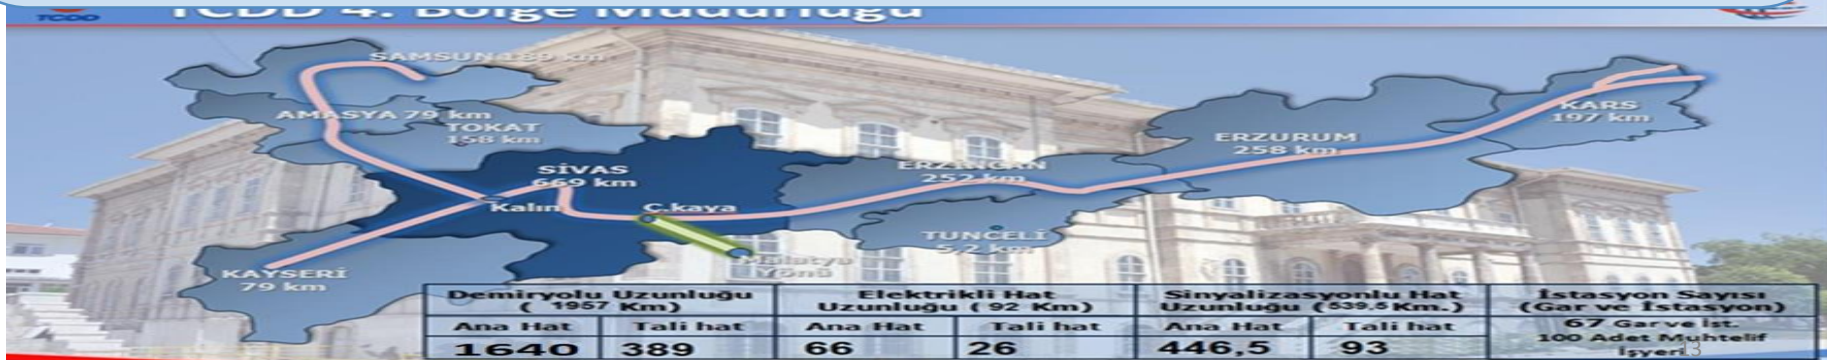 TCDD
TCDD 4. Bölge Müdürlüğü
SAMSUN 189 km
AMASYA 79 km
TOKAT
158 km
SİVAS
669 km
Kalın
Ç.kaya
Malatya
Yönü
KAYSERİ
79 km
ERZİNCAN
252 km
TUNCELİ
5,2 km
ERZURUM
258 km
KARS
197 km
Demiryolu Uzunluğu
( 1957 Km)
Elektrikli Hat
Uzunluğu ( 92 Km)
Sinyalizasyonlu Hat
Uzunluğu (539,5 Km.)
İstasyon Sayısı
(Gar ve İstasyon)
Ana Hat
Tali hat
Ana Hat
Tali hat
Ana Hat
Tali hat
67 Gar ve İst.
100 Adet Muhtelif
İşyeri
1640
389
66
26
446,5
93